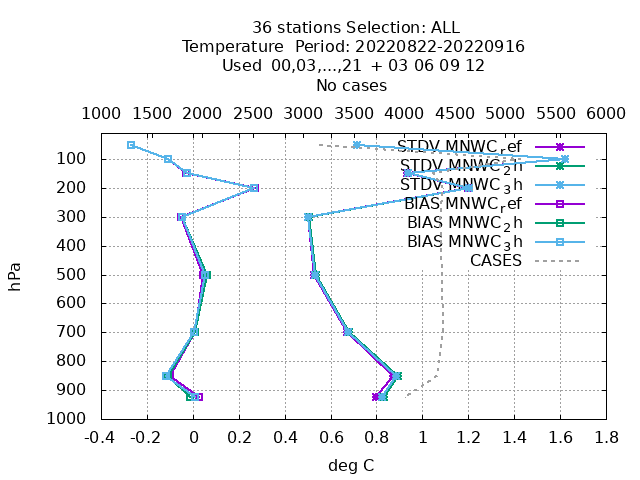 36 stations Selection: ALL
Temperature  Period: 20220822-20220916
Used  00,03,...,21  + 03 06 09 12
No cases
1000 1500 2000 2500 3000 3500 4000 4500 5000 5500 6000
STDV MNWC_ref
STDV MNWC_2h
STDV MNWC_3h
BIAS MNWC_ref
BIAS MNWC_2h
BIAS MNWC_3h
CASES
100
200
300
400
500
600
700
800
900
1000
hPa
-0.4 -0.2 0 0.2 0.4 0.6 0.8 1 1.2 1.4 1.6 1.8
deg C